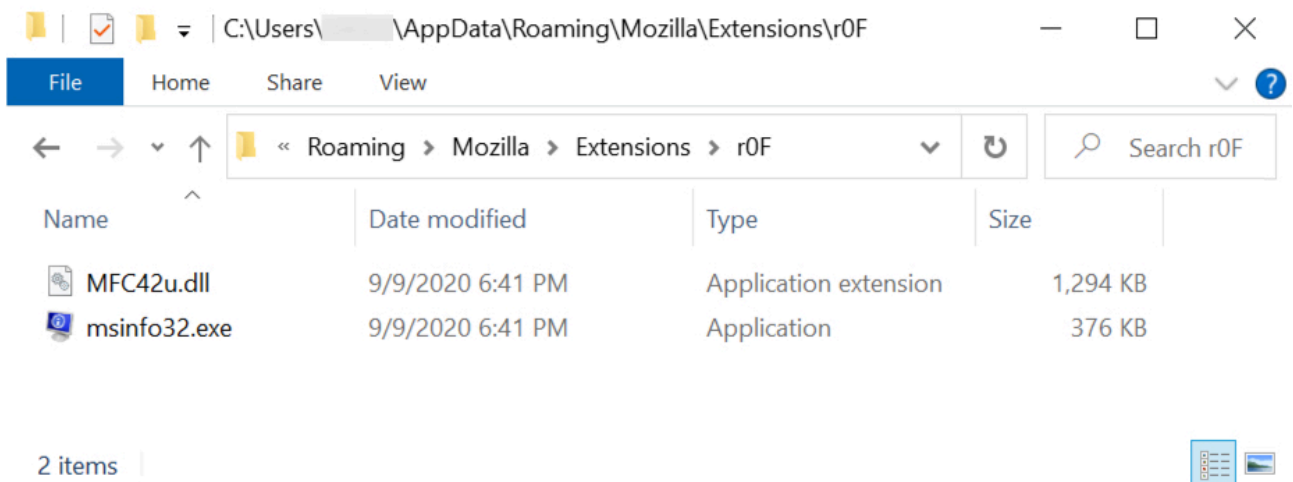 C:\Users\ \AppData\Roaming\Mozilla\Extensions\r0F
File Home Share View
?
« Roaming > Mozilla > Extensions > r0F Search r0F
Name Date modified Type Size
MFC42u.dll 9/9/2020 6:41 PM Application extension 1,294 KB
msinfo32.exe 9/9/2020 6:41 PM Application 376 KB
2 items